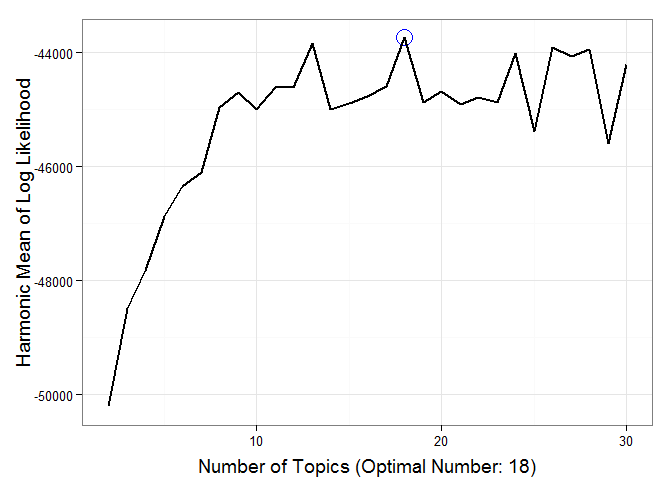 Harmonic Mean of Log Likelihood
-44000
-46000
-48000
-50000
10 20 30
Number of Topics (Optimal Number: 18)